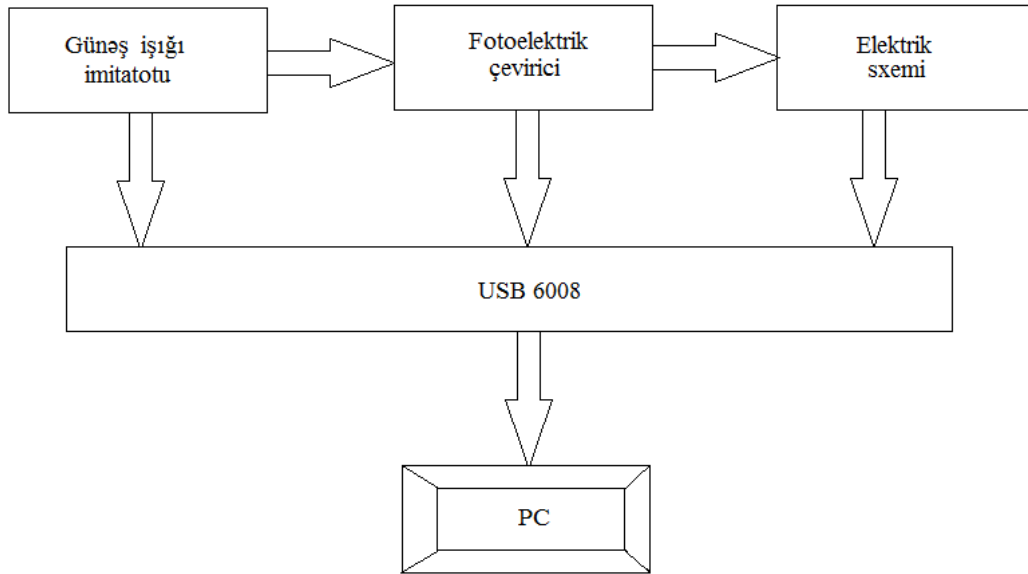 Günəş işığı
imitatotu
Fotoelektrik
çevirici
Elektrik
sxemi
USB 6008
PC